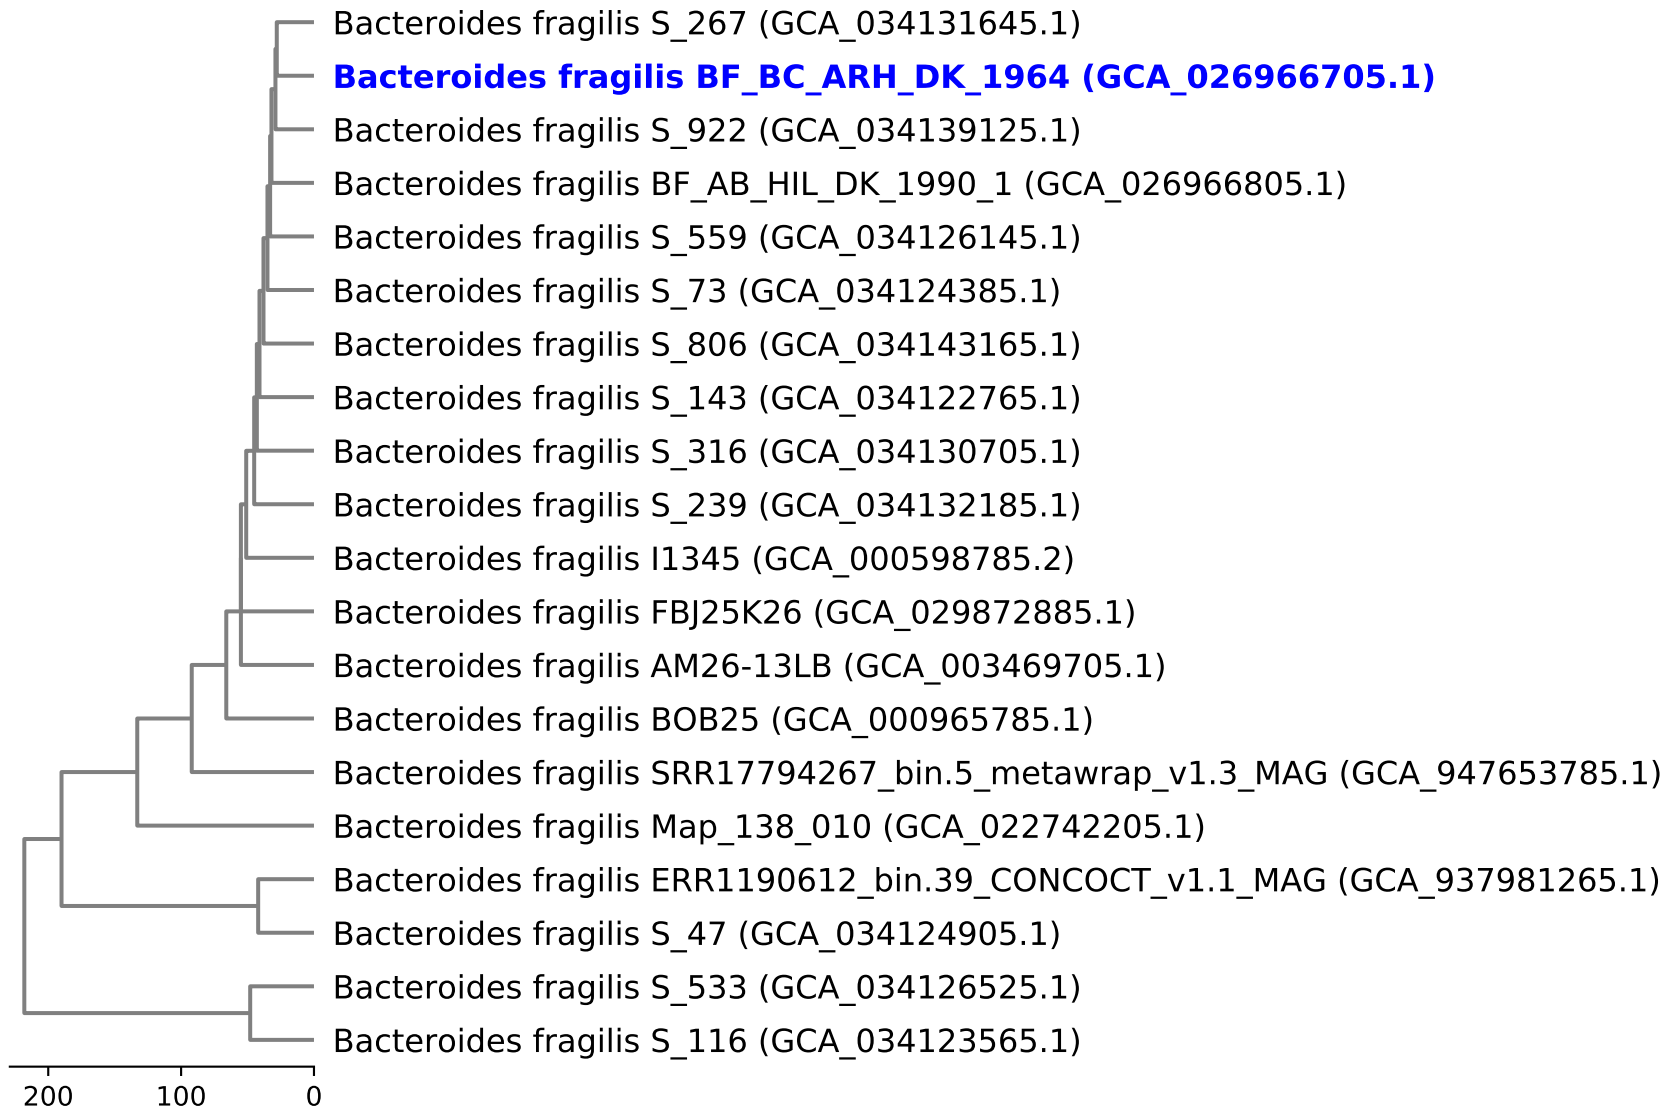 Bacteroides fragilis S_267 (GCA_034131645.1)
Bacteroides fragilis BF_BC_ARH_DK_1964 (GCA_026966705.1)
Bacteroides fragilis S_922 (GCA_034139125.1)
Bacteroides fragilis BF_AB_HIL_DK_1990_1 (GCA_026966805.1)
Bacteroides fragilis S_559 (GCA_034126145.1)
Bacteroides fragilis S_73 (GCA_034124385.1)
Bacteroides fragilis S_806 (GCA_034143165.1)
Bacteroides fragilis S_143 (GCA_034122765.1)
Bacteroides fragilis S_316 (GCA_034130705.1)
Bacteroides fragilis S_239 (GCA_034132185.1)
Bacteroides fragilis I1345 (GCA_000598785.2)
Bacteroides fragilis FBJ25K26 (GCA_029872885.1)
Bacteroides fragilis AM26-13LB (GCA_003469705.1)
Bacteroides fragilis BOB25 (GCA_000965785.1)
Bacteroides fragilis SRR17794267_bin.5_metawrap_v1.3_MAG (GCA_947653785.1)
Bacteroides fragilis Map_138_010 (GCA_022742205.1)
Bacteroides fragilis ERR1190612_bin.39_CONCOCT_v1.1_MAG (GCA_937981265.1)
Bacteroides fragilis S_47 (GCA_034124905.1)
Bacteroides fragilis S_533 (GCA_034126525.1)
Bacteroides fragilis S_116 (GCA_034123565.1)
200 100 0